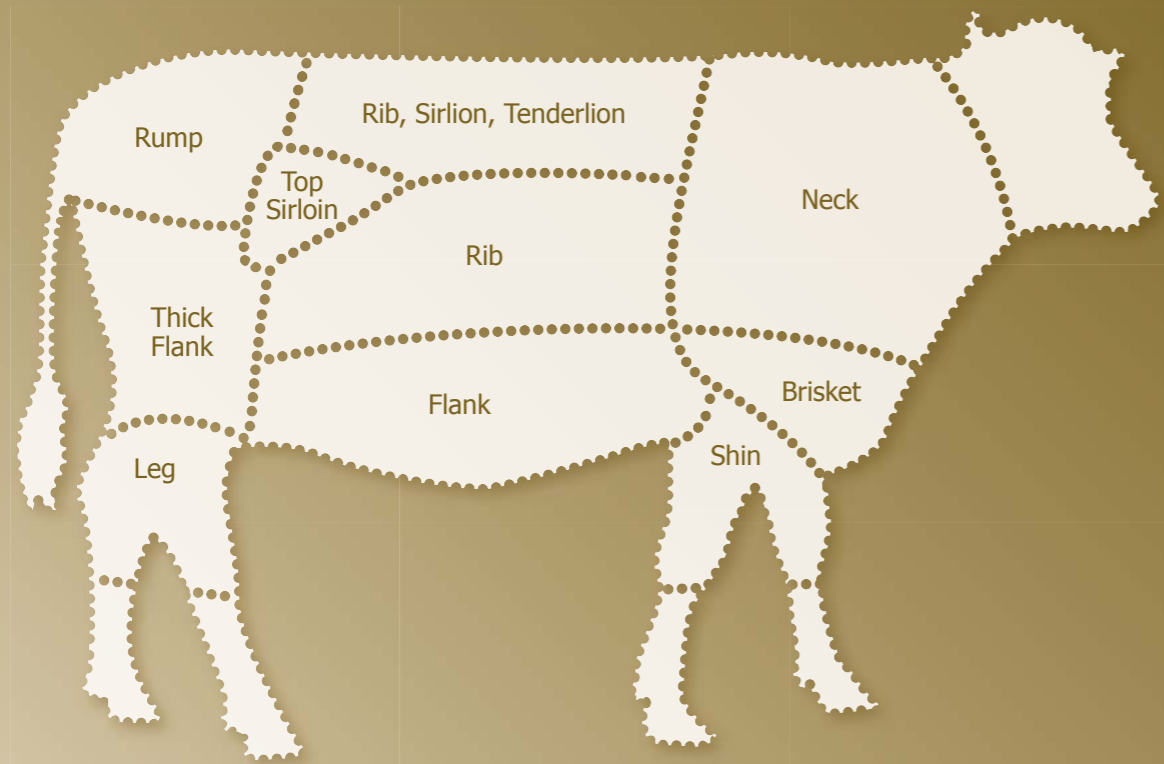 Rib, Sirlion, Tenderlion
Rump
Top
Sirloin
Neck
Rib
Thick
Flank
Brisket
Flank
Shin
Leg